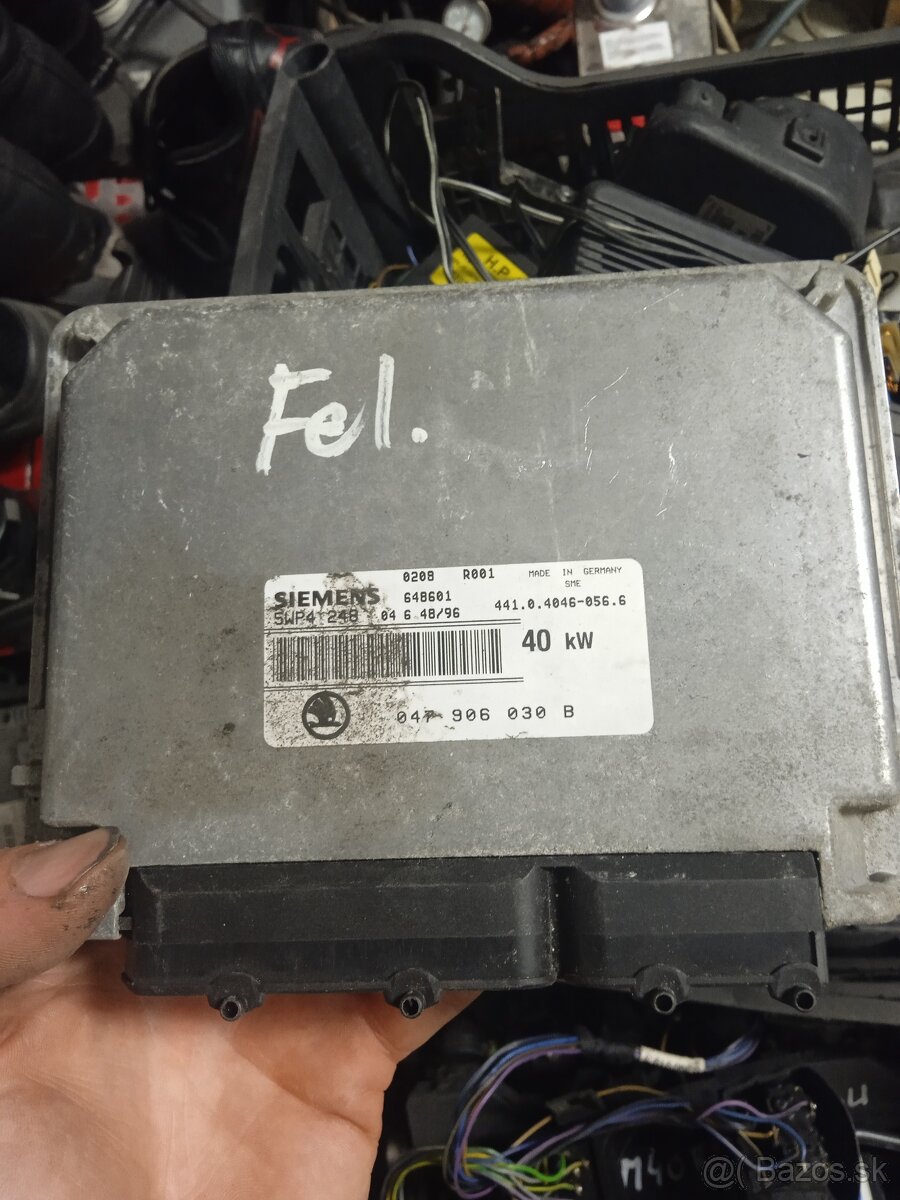 H.P
Fel.
0208 R001 MADE IN GERMANY
SIEMENS 648601 SME
5WP4 248 04 6 48/96 441.0.4046-056.6
40 kW
047 906 030 B
M40
@ Bazos.sk